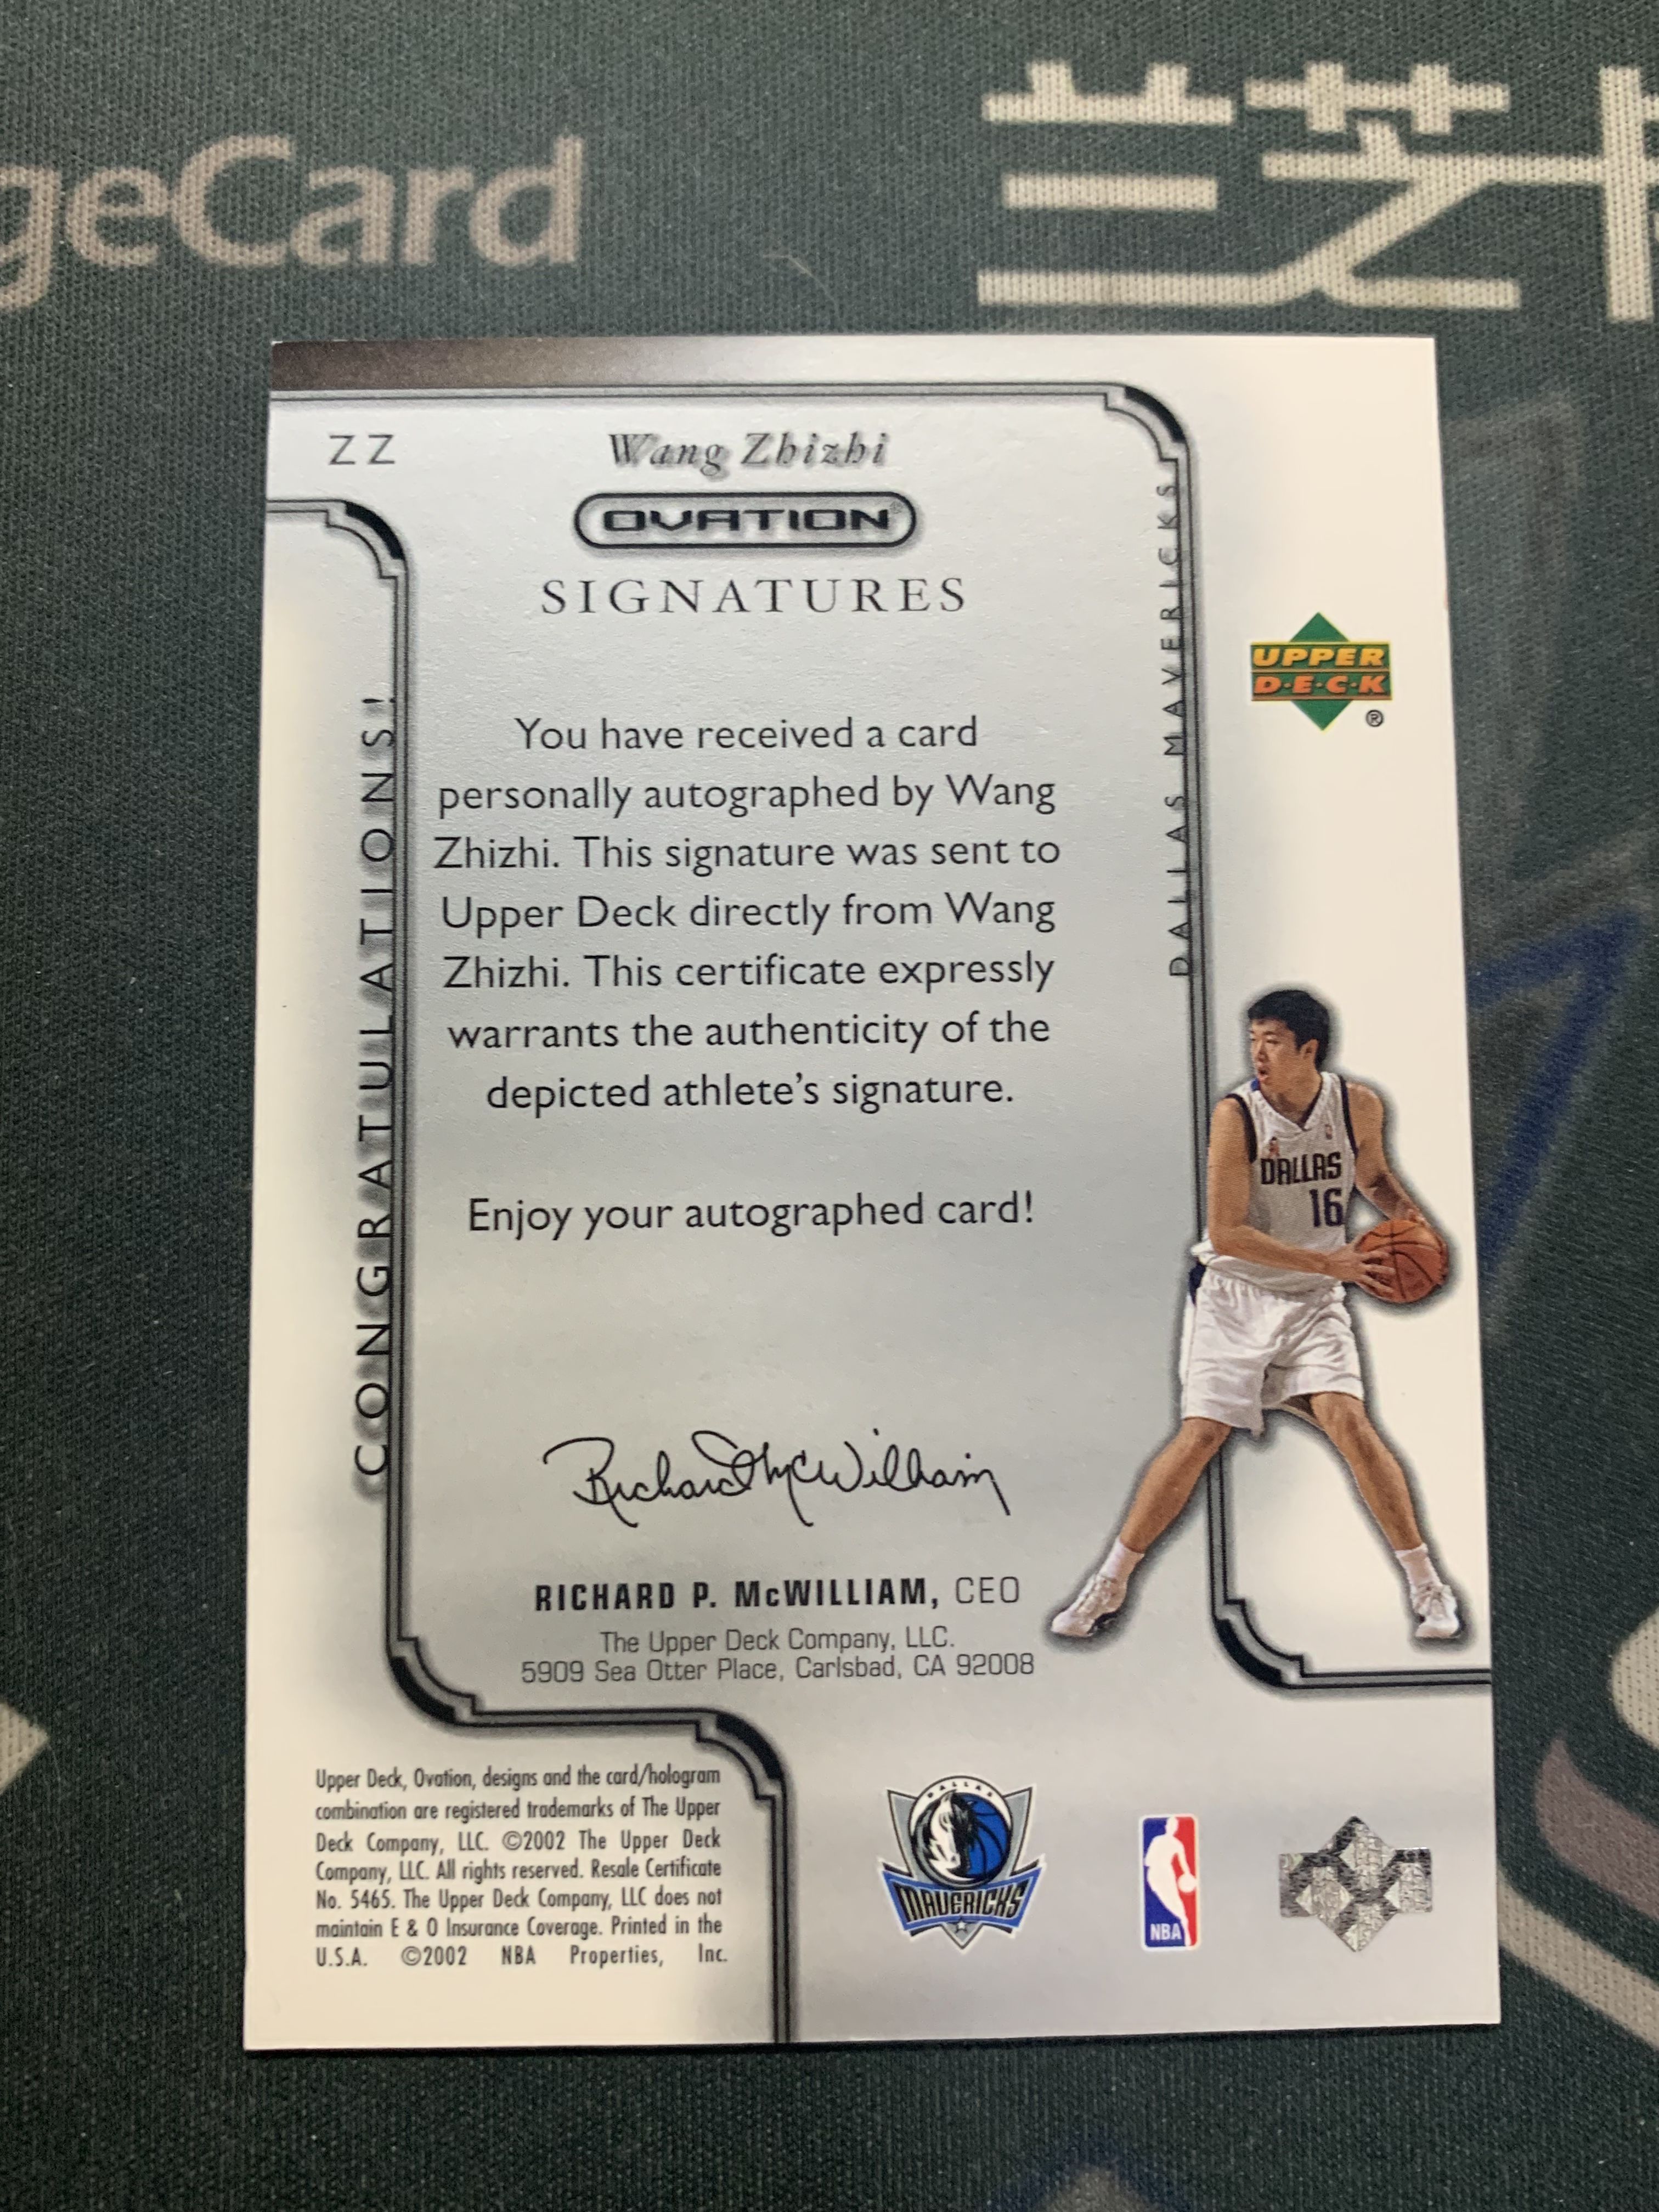 geCard
艺卡
ZZ
Wang Zhizhi
OVATION
SIGNATURES
CONGRATULATIONS!
DALLAS MAVERICKS
UPPER
D·E·C·K
®
You have received a card
personally autographed by Wang
Zhizhi. This signature was sent to
Upper Deck directly from Wang
Zhizhi. This certificate expressly
warrants the authenticity of the
depicted athlete's signature.
Enjoy your autographed card!
DALLAS
16
Richard McWilliam
RICHARD P. McWILLIAM, CEO
The Upper Deck Company, LLC.
5909 Sea Otter Place, Carlsbad, CA 92008
Upper Deck, Ovation, designs and the card/hologram
combination are registered trademarks of The Upper
Deck Company, LLC. ©2002 The Upper Deck
Company, LLC. All rights reserved. Resale Certificate
No. 5465. The Upper Deck Company, LLC does not
maintain E & O Insurance Coverage. Printed in the
U.S.A. ©2002 NBA Properties, Inc.
DALLAS
MAVERICKS
NBA